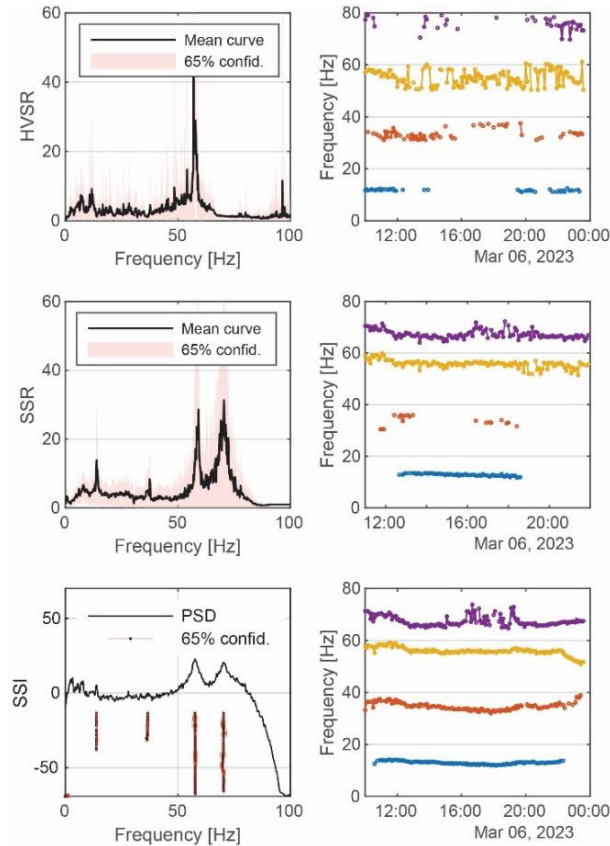 HVSR
60
40
20
0
Mean curve
65% confid.
0 50 100
Frequency [Hz]
Frequency [Hz]
80
60
40
20
0
12:00 16:00 20:00 00:00
Mar 06, 2023
SSR
60
40
20
0
Mean curve
65% confid.
0 50 100
Frequency [Hz]
Frequency [Hz]
80
60
40
20
0
12:00 16:00 20:00
Mar 06, 2023
SSI
50
0
-50
PSD
65% confid.
0 50 100
Frequency [Hz]
Frequency [Hz]
80
60
40
20
0
12:00 16:00 20:00 00:00
Mar 06, 2023